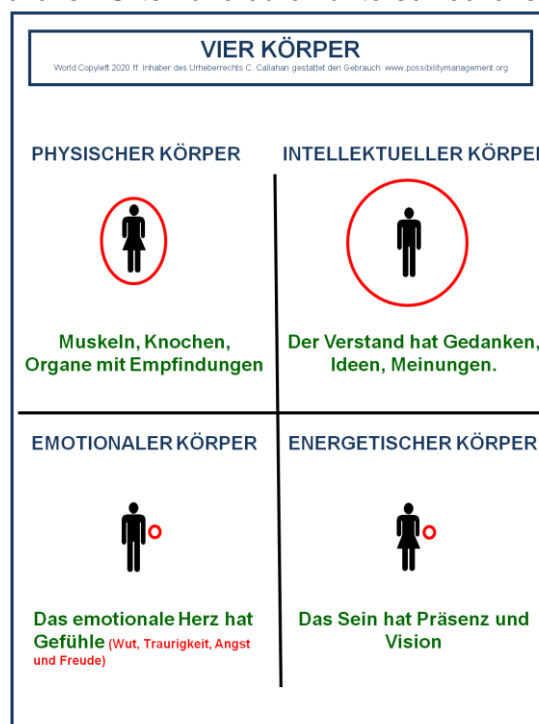 VIER KÖRPER
World Copyleft 2020 ff. Inhaber des Urheberrechts C. Callahan gestattet den Gebrauch. www.possibilitymanagement.org
PHYSISCHER KÖRPER
INTELLEKTUELLER KÖRPER
Muskeln, Knochen,
Organe mit Empfindungen
Der Verstand hat Gedanken,
Ideen, Meinungen.
EMOTIONALER KÖRPER
ENERGETISCHER KÖRPER
Das emotionale Herz hat
Gefühle (Wut, Traurigkeit, Angst
und Freude)
Das Sein hat Präsenz und
Vision